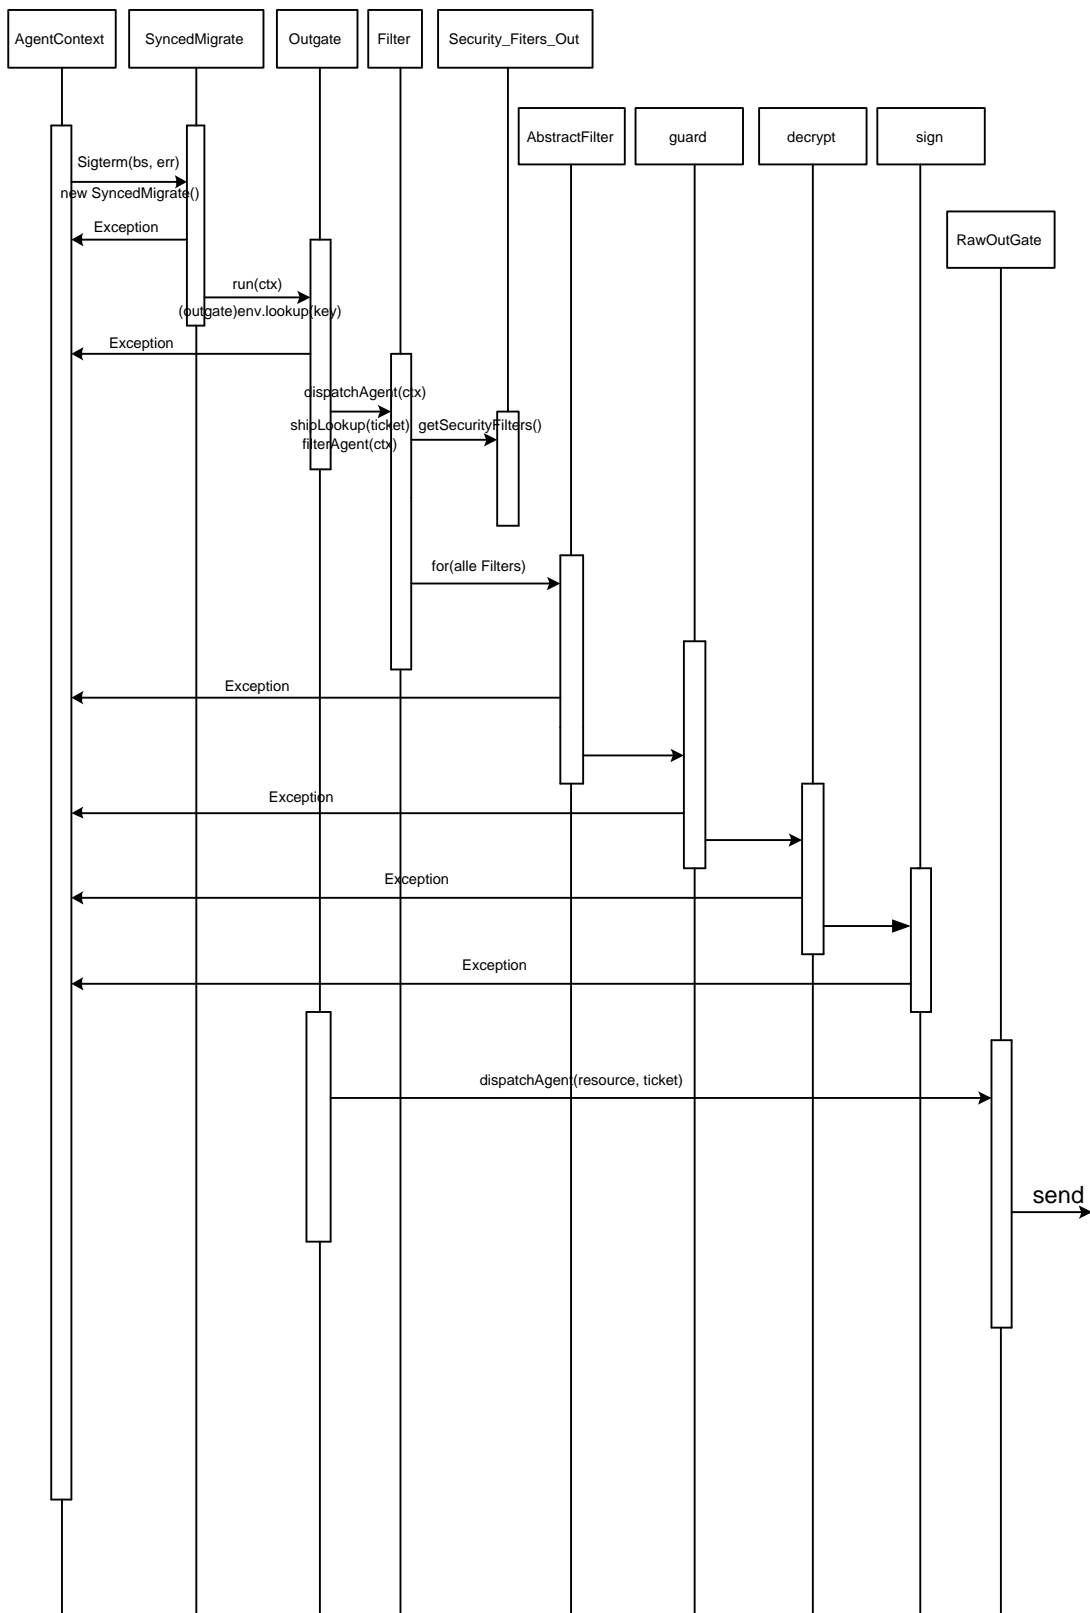 AgentContext
SyncedMigrate
Outgate
Filter
Security_Fiters_Out
AbstractFilter
guard
decrypt
sign
Sigterm(bs, err)
new SyncedMigrate()
Exception
RawOutGate
run(ctx)
(outgate)env.lookup(key)
Exception
dispatchAgent(ctx)
shipLookup(ticket)
getSecurityFilters()
filterAgent(ctx)
for(alle Filters)
Exception
Exception
Exception
Exception
dispatchAgent(resource, ticket)
send